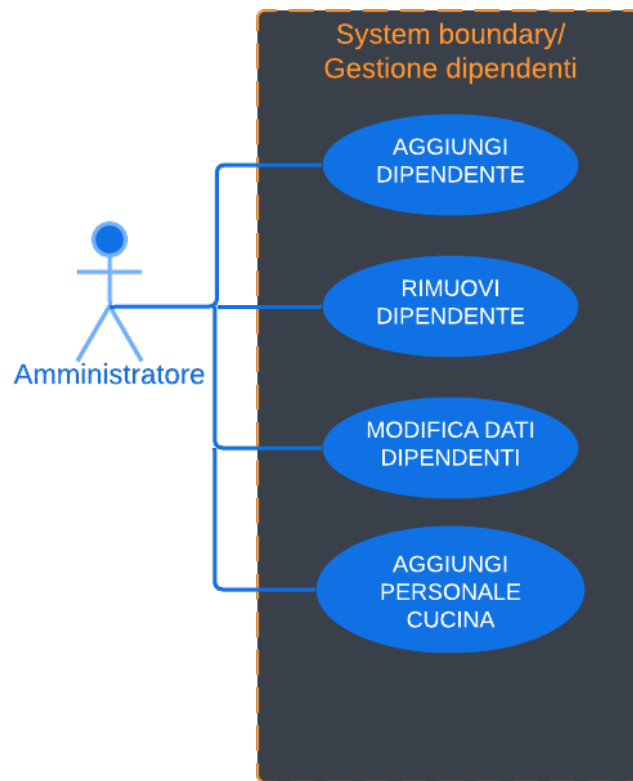 System boundary/
Gestione dipendenti
AGGIUNGI
DIPENDENTE
RIMUOVI
DIPENDENTE
Amministratore
MODIFICA DATI
DIPENDENTI
AGGIUNGI
PERSONALE
CUCINA